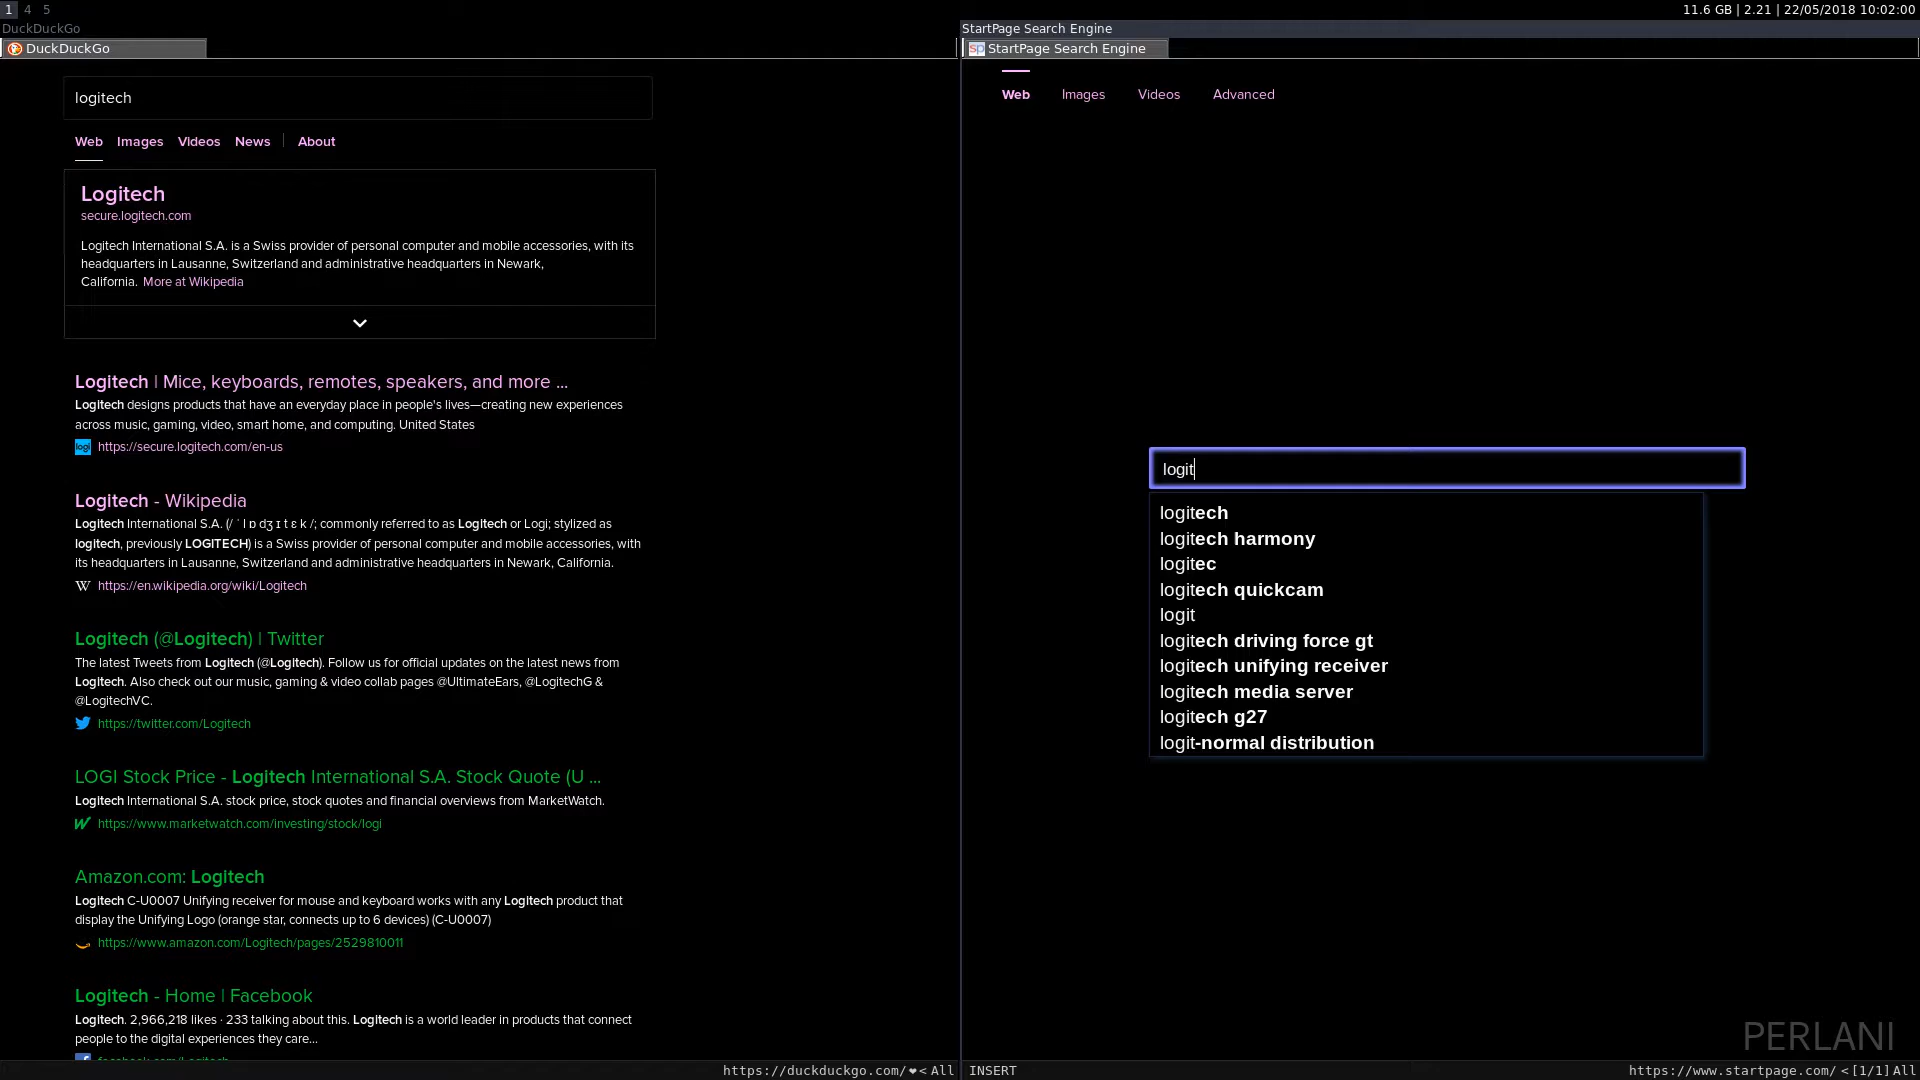 1 4 5
11.6 GB | 2.21 | 22/05/2018 10:02:00
DuckDuckGo
DuckDuckGo
logitech
Web Images Videos News | About
Logitech
secure.logitech.com
Logitech International S.A. is a Swiss provider of personal computer and mobile accessories, with its
headquarters in Lausanne, Switzerland and administrative headquarters in Newark,
California. More at Wikipedia
Logitech | Mice, keyboards, remotes, speakers, and more ...
Logitech designs products that have an everyday place in people's lives—creating new experiences
across music, gaming, video, smart home, and computing. United States
logi https://secure.logitech.com/en-us
Logitech - Wikipedia
Logitech International S.A. (/ ˈ l ɒ dʒ ɪ t ɛ k /; commonly referred to as Logitech or Logi; stylized as
logitech, previously LOGITECH) is a Swiss provider of personal computer and mobile accessories, with
its headquarters in Lausanne, Switzerland and administrative headquarters in Newark, California.
W https://en.wikipedia.org/wiki/Logitech
Logitech (@Logitech) | Twitter
The latest Tweets from Logitech (@Logitech). Follow us for official updates on the latest news from
Logitech. Also check out our music, gaming & video collab pages @UltimateEars, @LogitechG &
@LogitechVC.
https://twitter.com/Logitech
LOGI Stock Price - Logitech International S.A. Stock Quote (U ...
Logitech International S.A. stock price, stock quotes and financial overviews from MarketWatch.
https://www.marketwatch.com/investing/stock/logi
Amazon.com: Logitech
Logitech C-U0007 Unifying receiver for mouse and keyboard works with any Logitech product that
display the Unifying Logo (orange star, connects up to 6 devices) (C-U0007)
https://www.amazon.com/Logitech/pages/2529810011
Logitech - Home | Facebook
Logitech. 2,966,218 likes · 233 talking about this. Logitech is a world leader in products that connect
people to the digital experiences they care...
facebook.com/Logitech
https://duckduckgo.com/ ❤< All
StartPage Search Engine
sp StartPage Search Engine
Web Images Videos Advanced
logit
logitech
logitech harmony
logitec
logitech quickcam
logit
logitech driving force gt
logitech unifying receiver
logitech media server
logitech g27
logit-normal distribution
PERLANI
INSERT
https://www.startpage.com/ <[1/1] All